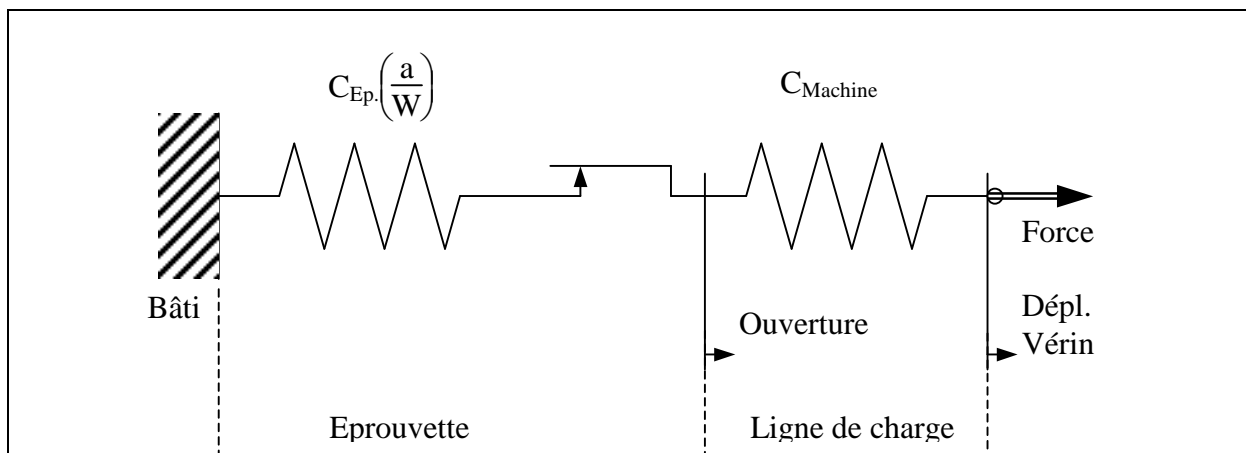 C_Ep.(a/W)
C_Machine
Bâti
Force
Ouverture
Dépl.
Vérin
Eprouvette
Ligne de charge